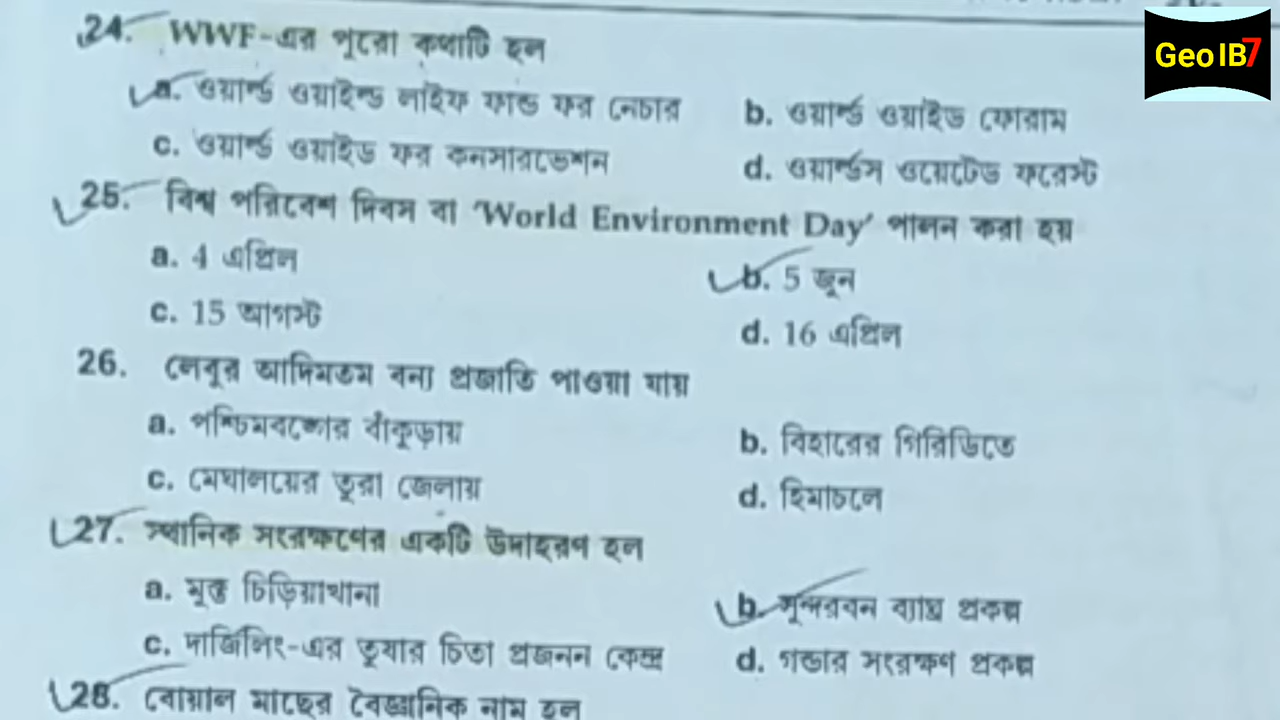 GeoIB7
24. WWF-এর পুরো কথাটি হল
a. ওয়ার্ল্ড ওয়াইল্ড লাইফ ফান্ড ফর নেচার b. ওয়ার্ল্ড ওয়াইড ফোরাম
c. ওয়ার্ল্ড ওয়াইড ফর কনসারভেশন d. ওয়ার্ল্ডস ওয়েটেড ফরেস্ট
25. বিশ্ব পরিবেশ দিবস বা 'World Environment Day' পালন করা হয়
a. 4 এপ্রিল b. 5 জুন
c. 15 আগস্ট d. 16 এপ্রিল
26. লেবুর আদিমতম বন্য প্রজাতি পাওয়া যায়
a. পশ্চিমবঙ্গের বাঁকুড়ায় b. বিহারের গিরিডিতে
c. মেঘালয়ের তুরা জেলায় d. হিমাচলে
27. স্থানিক সংরক্ষণের একটি উদাহরণ হল
a. মুক্ত চিড়িয়াখানা b. সুন্দরবন ব্যাঘ্র প্রকল্প
c. দার্জিলিং-এর তুষার চিতা প্রজনন কেন্দ্র d. গন্ডার সংরক্ষণ প্রকল্প
28. বোয়াল মাছের বৈজ্ঞানিক নাম হল